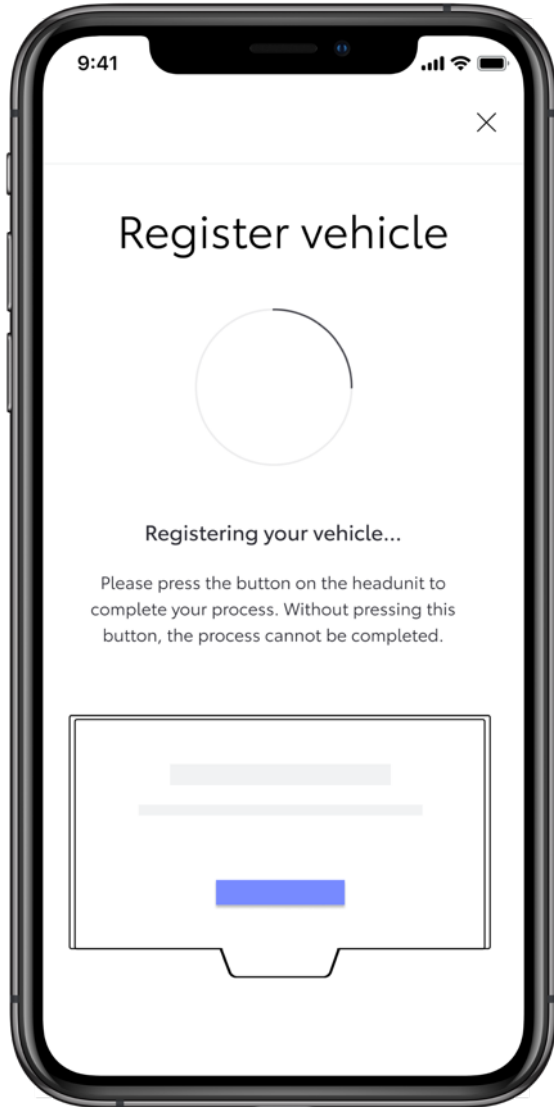 9:41
Register vehicle
Registering your vehicle...
Please press the button on the headunit to
complete your process. Without pressing this
button, the process cannot be completed.